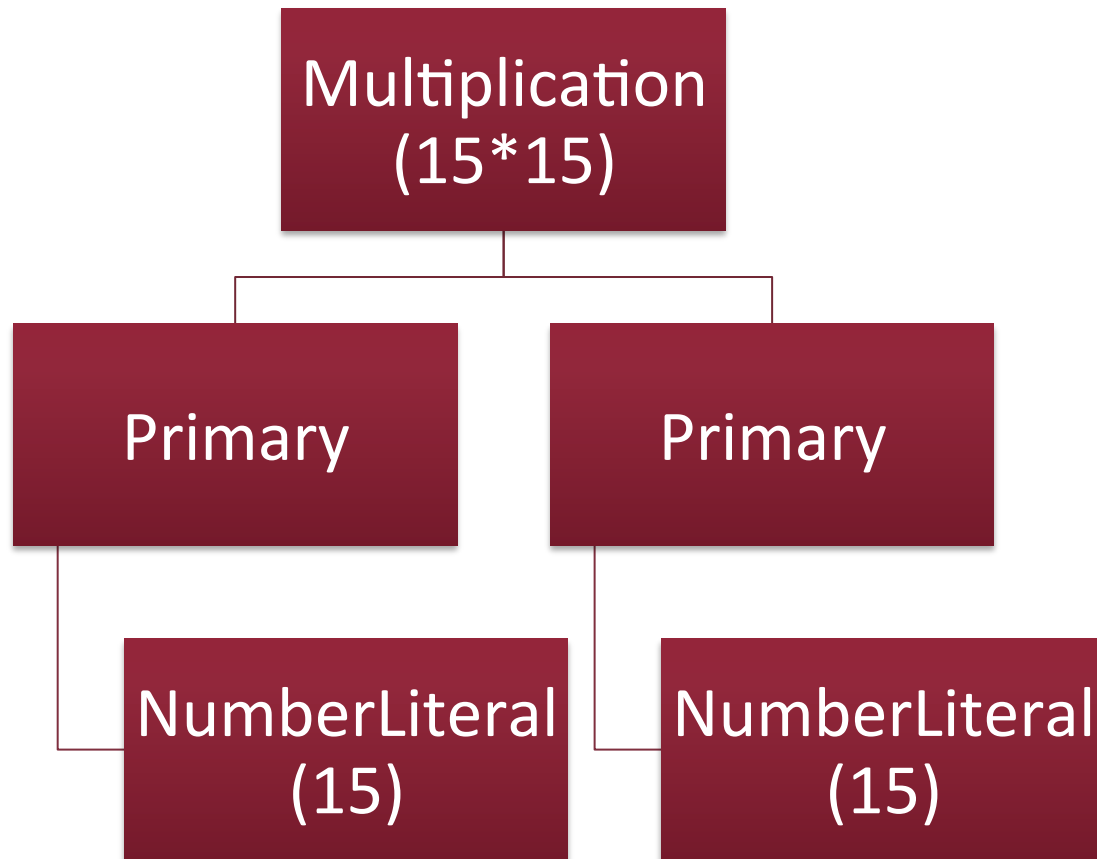 Multiplication
(15*15)
Primary
Primary
NumberLiteral
(15)
NumberLiteral
(15)